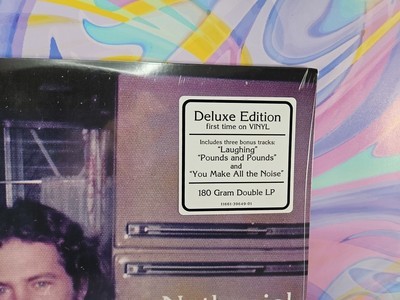 Deluxe Edition
first time on VINYL
Includes three bonus tracks:
"Laughing"
"Pounds and Pounds"
and
"You Make All the Noise"
180 Gram Double LP